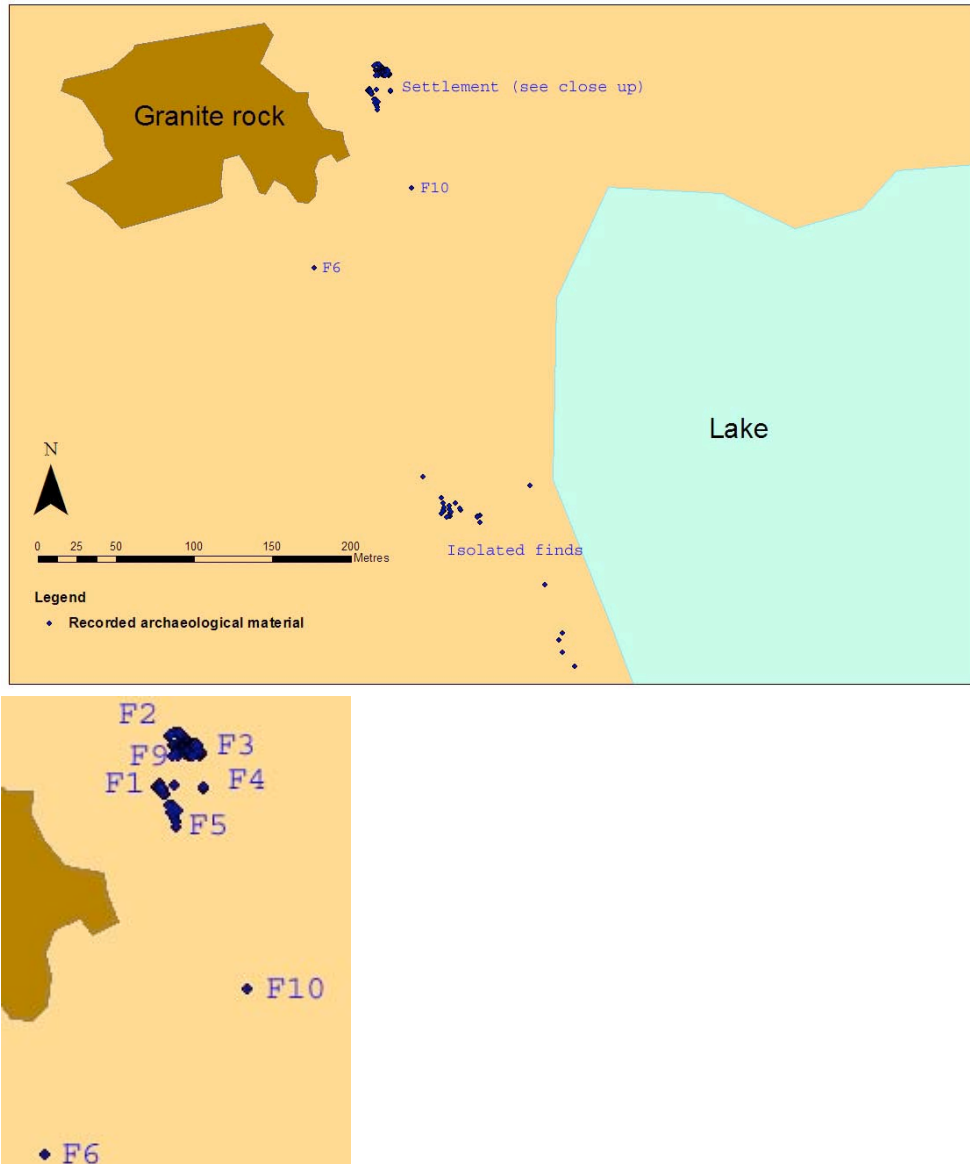 Granite rock
Settlement (see close up)
F10
F6
Lake
N
0 25 50 100 150 200
Metres
Isolated finds
Legend
Recorded archaeological material
F2
F9 F3
F1 F4
F5
F10
F6